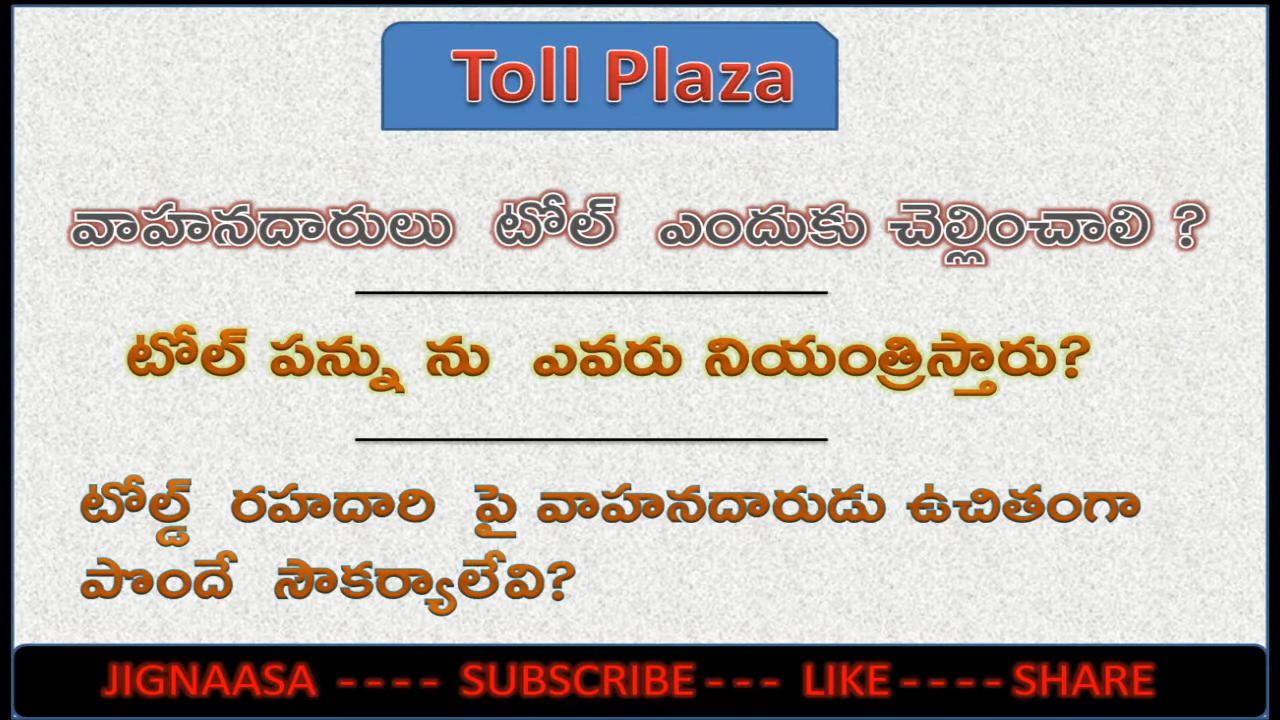 Toll Plaza
వాహనదారులు టోల్ ఎందుకు చెల్లించాలి ?
టోల్ పన్ను ను ఎవరు నియంత్రిస్తారు?
టోల్డ్ రహదారి పై వాహనదారుడు ఉచితంగా
పొందే సౌకర్యాలేవి?
JIGNAASA - - - - SUBSCRIBE - - - LIKE - - - - SHARE